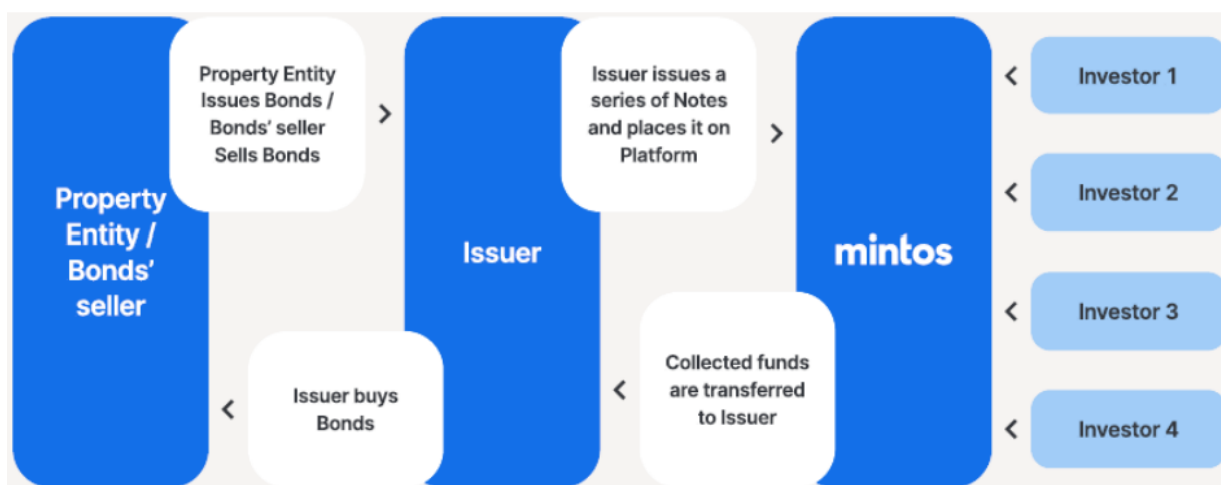 Property Entity
Issues Bonds /
Bonds' seller
Sells Bonds
Issuer issues a
series of Notes
and places it on
Platform
Property
Entity /
Bonds'
seller
Issuer
mintos
Investor 1
Investor 2
Investor 3
Investor 4
Issuer buys
Bonds
Collected funds
are transferred
to Issuer